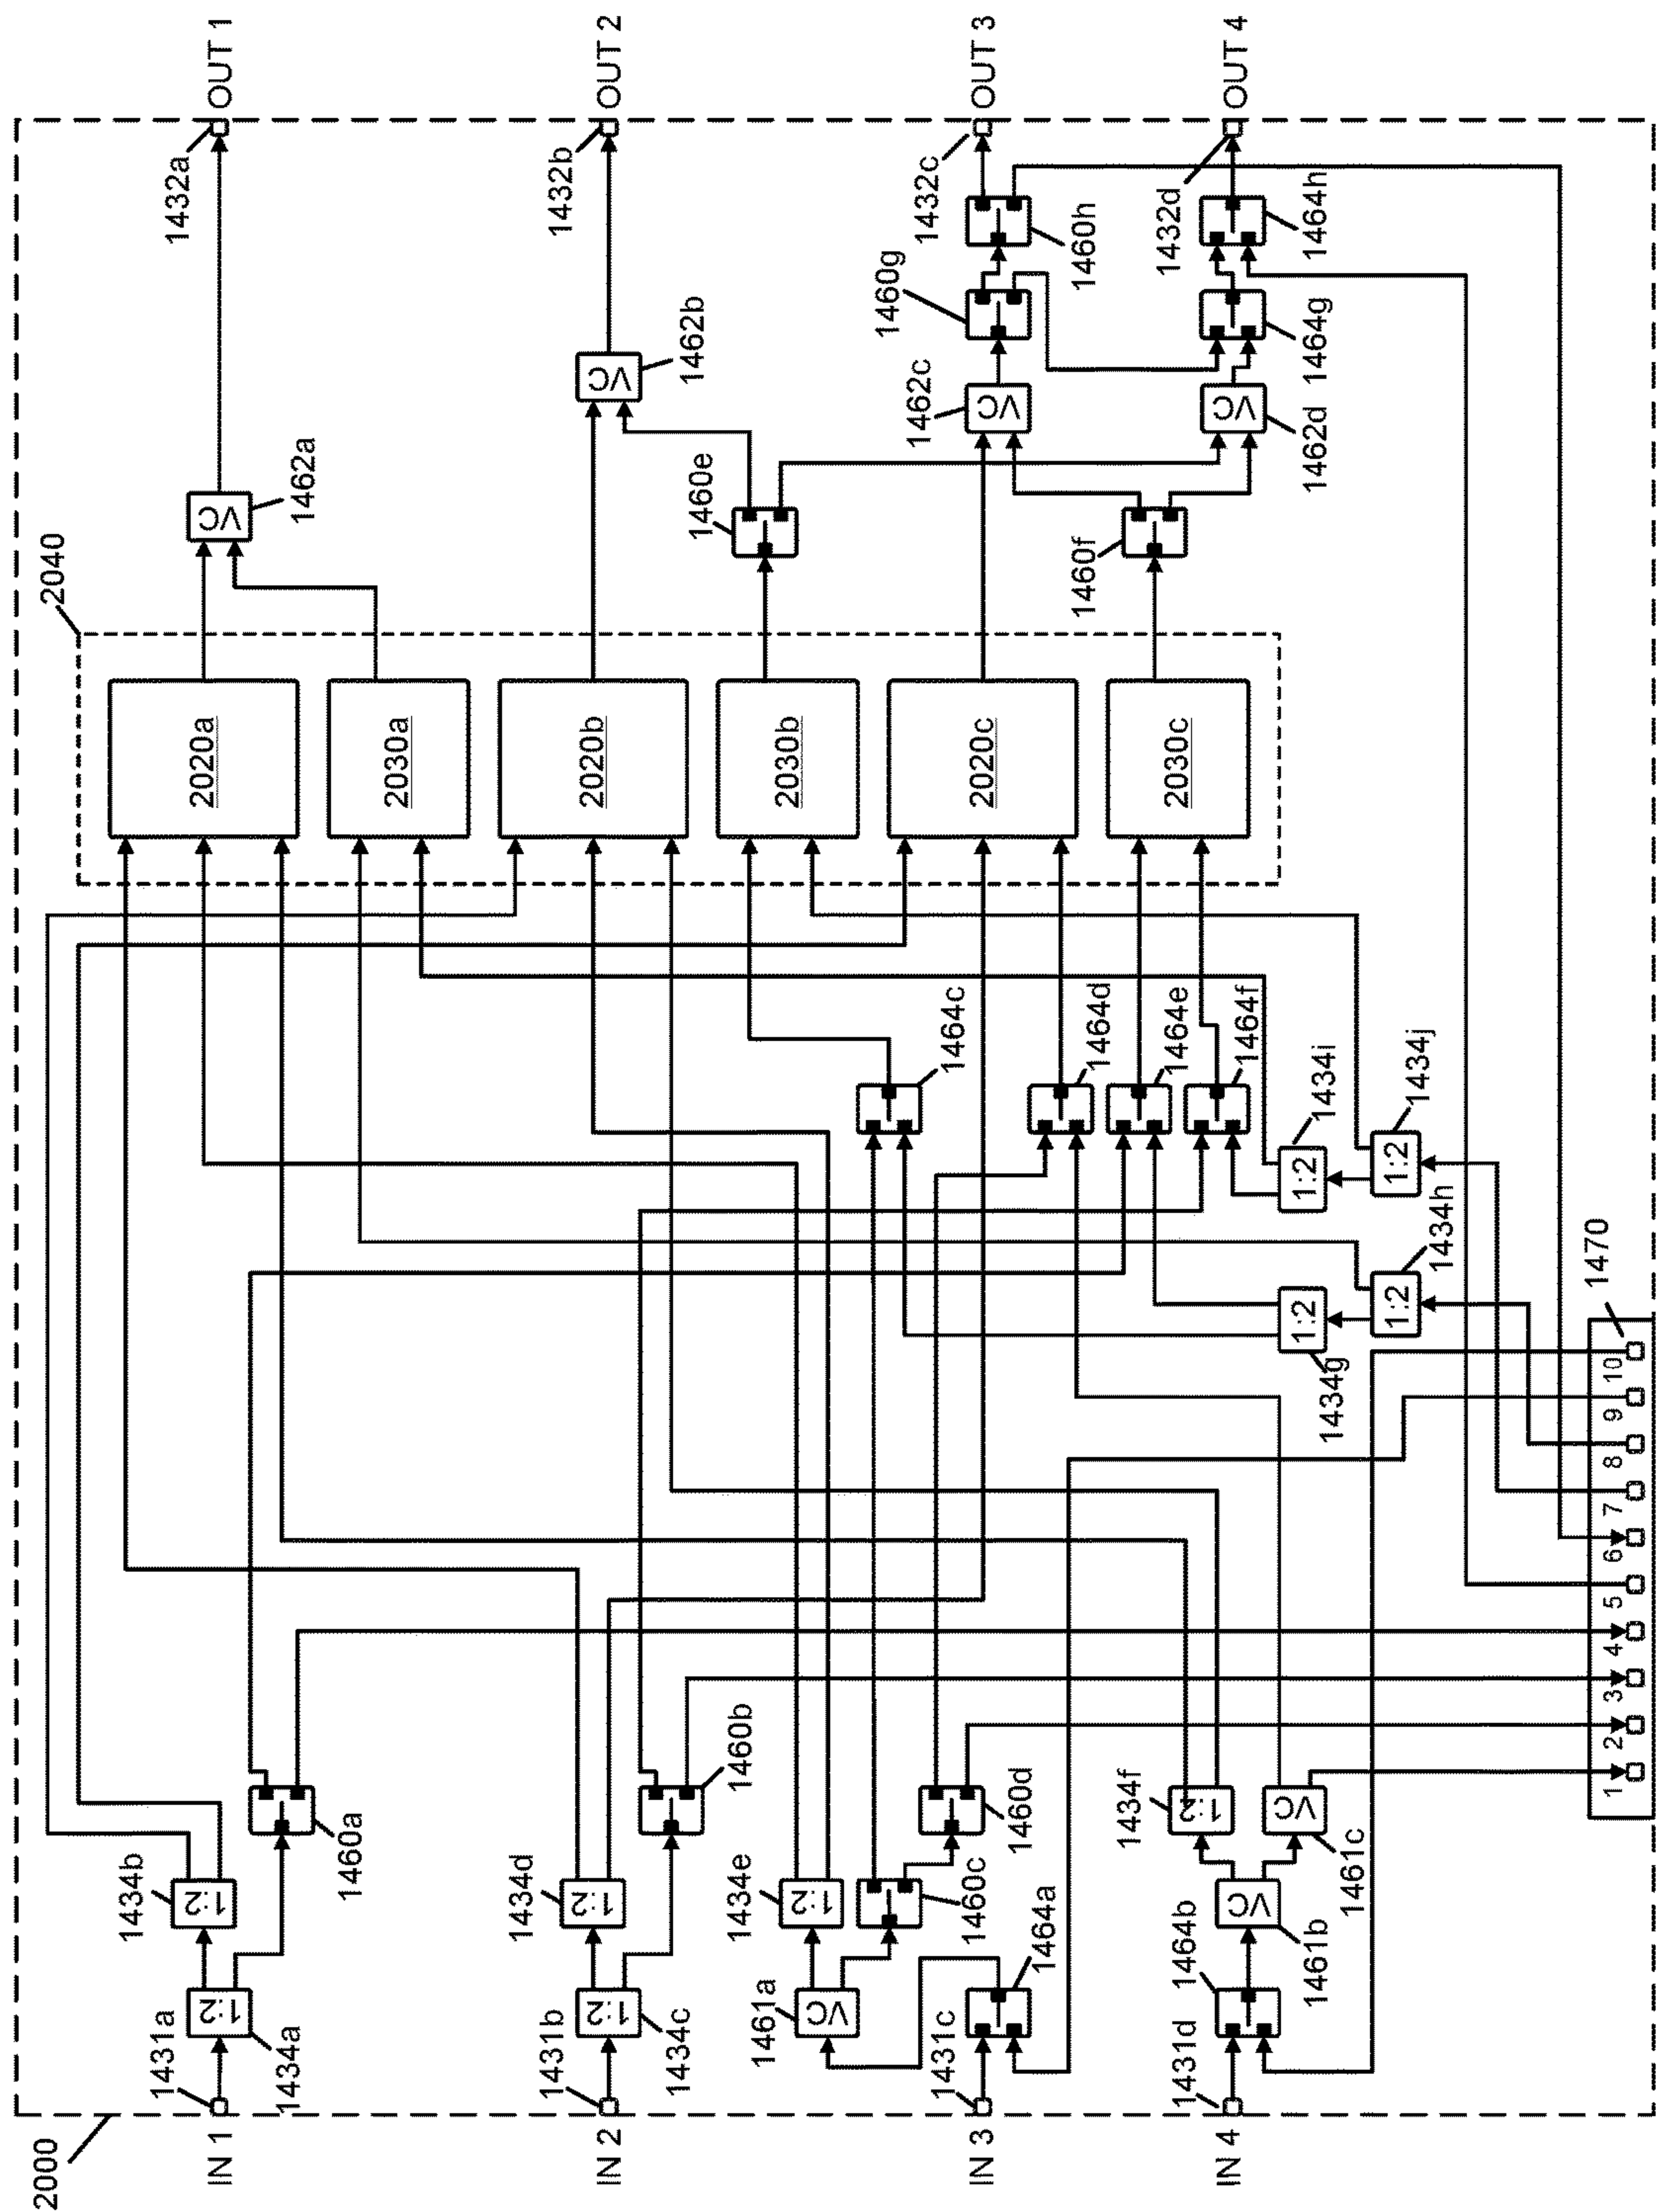 2000
2040
IN 1
1431a
1434a
1:2
1434b
1:2
1460a
2020a
2030a
VC
1462a
1432a
OUT 1
IN 2
1431b
1434c
1:2
1434d
1:2
1460b
2020b
2030b
1460e
VC
1462b
1432b
OUT 2
IN 3
1431c
1461a
VC
1434e
1:2
1460c
1464a
1460d
1464c
1464d
2020c
VC
1462c
1460g
1460h
1432c
OUT 3
IN 4
1431d
1464b
VC
1461b
1434f
1:2
VC
1461c
1464e
1464f
2030c
1460f
VC
1462d
1464g
1464h
1432d
OUT 4
1:2
1434g
1:2
1434h
1:2
1434i
1:2
1434j
1470
1
2
3
4
5
6
7
8
9
10